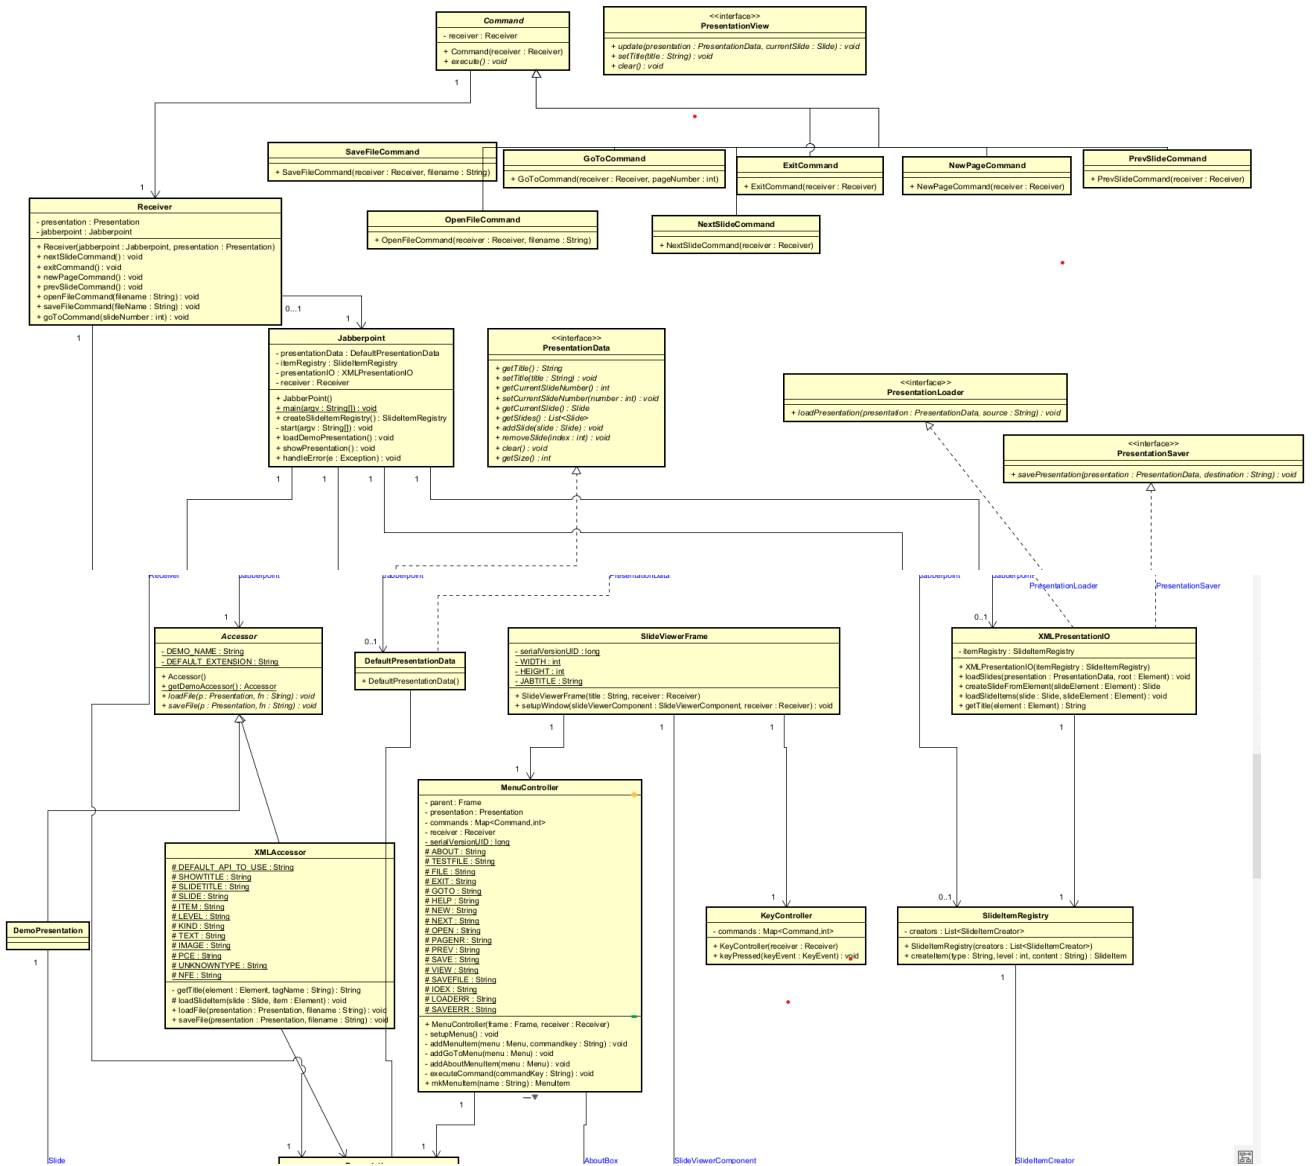 Command
- receiver : Receiver
+ Command(receiver : Receiver)
+ execute() : void
1
<<interface>>
PresentationView
+ update(presentation : PresentationData, currentSlide : Slide) : void
+ setTitle(title : String) : void
+ clear() : void
SaveFileCommand
+ SaveFileCommand(receiver : Receiver, filename : String)
GoToCommand
+ GoToCommand(receiver : Receiver, pageNumber : int)
ExitCommand
+ ExitCommand(receiver : Receiver)
NewPageCommand
+ NewPageCommand(receiver : Receiver)
PrevSlideCommand
+ PrevSlideCommand(receiver : Receiver)
OpenFileCommand
+ OpenFileCommand(receiver : Receiver, filename : String)
NextSlideCommand
+ NextSlideCommand(receiver : Receiver)
1
Receiver
- presentation : Presentation
- jabberpoint : Jabberpoint
+ Receiver(jabberpoint : Jabberpoint, presentation : Presentation)
+ nextSlideCommand() : void
+ exitCommand() : void
+ newPageCommand() : void
+ prevSlideCommand() : void
+ openFileCommand(filename : String) : void
+ saveFileCommand(fileName : String) : void
+ goToCommand(slideNumber : int) : void
0...1
1
1
Jabberpoint
- presentationData : DefaultPresentationData
- itemRegistry : SlideItemRegistry
- presentationIO : XMLPresentationIO
- receiver : Receiver
+ JabberPoint()
+ main(argv : String[]) : void
+ createSlideItemRegistry() : SlideItemRegistry
- start(argv : String[]) : void
+ loadDemoPresentation() : void
+ showPresentation() : void
+ handleError(e : Exception) : void
1 1 1 1
<<interface>>
PresentationData
+ getTitle() : String
+ setTitle(title : String) : void
+ getCurrentSlideNumber() : int
+ setCurrentSlideNumber(number : int) : void
+ getCurrentSlide() : Slide
+ getSlides() : List<Slide>
+ addSlide(slide : Slide) : void
+ removeSlide(index : int) : void
+ clear() : void
+ getSize() : int
<<interface>>
PresentationLoader
+ loadPresentation(presentation : PresentationData, source : String) : void
<<interface>>
PresentationSaver
+ savePresentation(presentation : PresentationData, destination : String) : void
Receiver
Jabberpoint
Jabberpoint
PresentationData
Jabberpoint
Jabberpoint
PresentationLoader
PresentationSaver
1
Accessor
- DEMO_NAME : String
- DEFAULT_EXTENSION : String
+ Accessor()
+ getDemoAccessor() : Accessor
+ loadFile(p : Presentation, fn : String) : void
+ saveFile(p : Presentation, fn : String) : void
0..1
DefaultPresentationData
+ DefaultPresentationData()
SlideViewerFrame
- serialVersionUID : long
- WIDTH : int
- HEIGHT : int
- JABTITLE : String
+ SlideViewerFrame(title : String, receiver : Receiver)
+ setupWindow(slideViewerComponent : SlideViewerComponent, receiver : Receiver) : void
1 1 1
0..1
XMLPresentationIO
- itemRegistry : SlideItemRegistry
+ XMLPresentationIO(itemRegistry : SlideItemRegistry)
+ loadSlides(presentation : PresentationData, root : Element) : void
+ createSlideFromElement(slideElement : Element) : Slide
+ loadSlideItems(slide : Slide, slideElement : Element) : void
+ getTitle(element : Element) : String
1
1
MenuController
- parent : Frame
- presentation : Presentation
- commands : Map<Command,int>
- receiver : Receiver
- serialVersionUID : long
# ABOUT : String
# TESTFILE : String
# FILE : String
# EXIT : String
# GOTO : String
# HELP : String
# NEW : String
# NEXT : String
# OPEN : String
# PAGENR : String
# PREV : String
# SAVE : String
# VIEW : String
# SAVEFILE : String
# IOEX : String
# LOADERR : String
# SAVEERR : String
+ MenuController(frame : Frame, receiver : Receiver)
- setupMenus() : void
- addMenuItem(menu : Menu, commandkey : String) : void
- addGoToMenu(menu : Menu) : void
- addAboutMenuItem(menu : Menu) : void
- executeCommand(commandKey : String) : void
+ mkMenuItem(name : String) : MenuItem
1
XMLAccessor
# DEFAULT_API_TO_USE : String
# SHOWTITLE : String
# SLIDETITLE : String
# SLIDE : String
# ITEM : String
# LEVEL : String
# KIND : String
# TEXT : String
# IMAGE : String
# PCE : String
# UNKNOWNTYPE : String
# NFE : String
- getTitle(element : Element, tagName : String) : String
# loadSlideItem(slide : Slide, item : Element) : void
+ loadFile(presentation : Presentation, filename : String) : void
+ saveFile(presentation : Presentation, filename : String) : void
DemoPresentation
1
1
KeyController
- commands : Map<Command,int>
+ KeyController(receiver : Receiver)
+ keyPressed(keyEvent : KeyEvent) : void
0..1
1
SlideItemRegistry
- creators : List<SlideItemCreator>
+ SlideItemRegistry(creators : List<SlideItemCreator>)
+ createItem(type : String, level : int, content : String) : SlideItem
1
1
1
Slide
AboutBox
SlideViewerComponent
SlideItemCreator